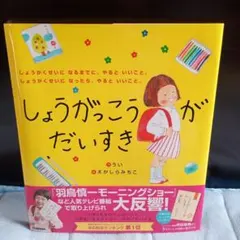 しょうがくせいに なるまでに、やると いいこと。
しょうがくせいに なったら、やると いいこと。
しょうがっこう
が
だいすき
うい
え えがしらみちこ
「羽鳥慎一モーニングショー」
など人気テレビ番組
で取り上げられ
大反響!
第1位